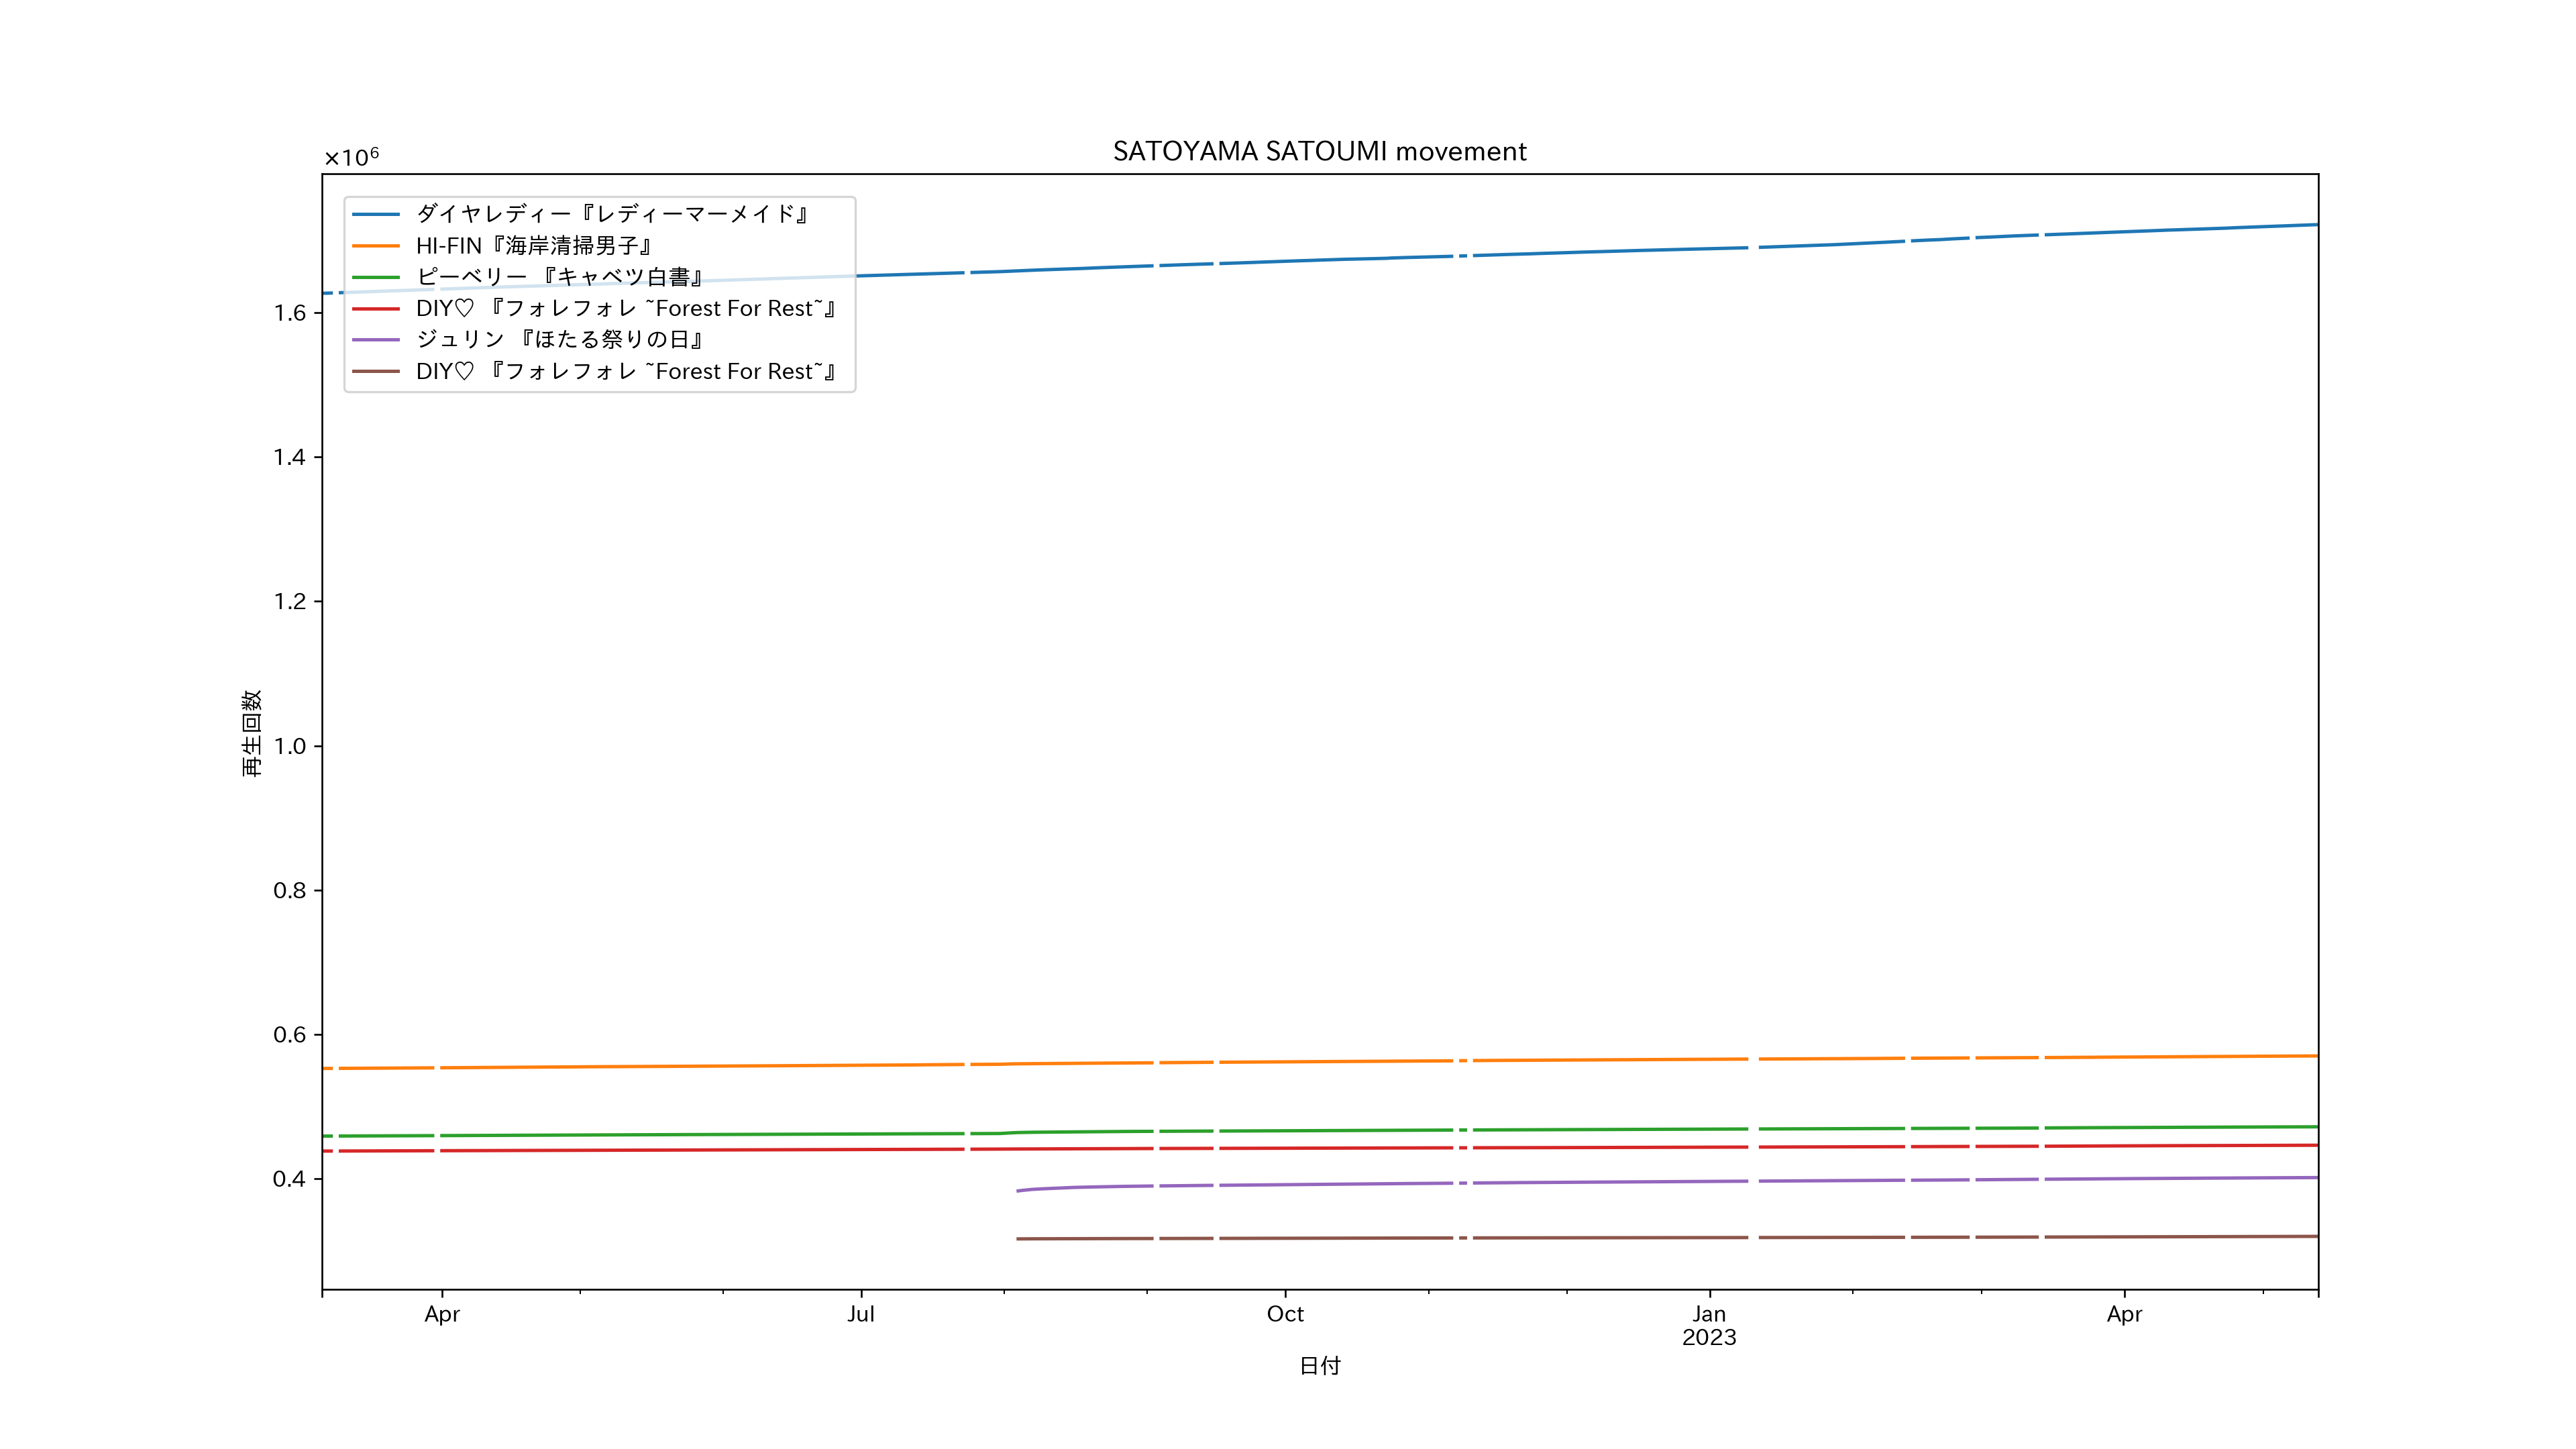 SATOYAMA SATOUMI movement
×10⁶
ダイヤレディー『レディーマーメイド』
HI-FIN『海岸清掃男子』
ピーベリー 『キャベツ白書』
DIY♡ 『フォレフォレ ~Forest For Rest~』
ジュリン 『ほたる祭りの日』
DIY♡ 『フォレフォレ ~Forest For Rest~』
1.6
1.4
1.2
1.0
0.8
0.6
0.4
再生回数
Apr
Jul
Oct
Jan
2023
Apr
日付